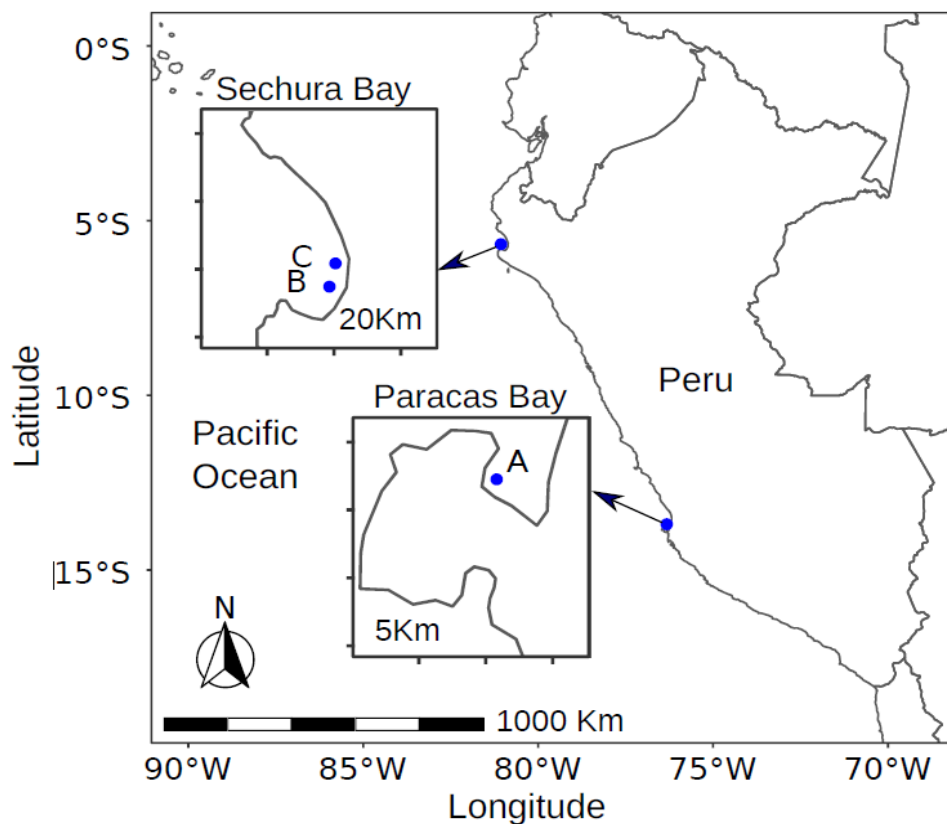 0°S
Sechura Bay
5°S
C
B
20Km
Peru
10°S
Paracas Bay
Latitude
Pacific
Ocean
A
15°S
N
5Km
1000 Km
90°W
85°W
80°W
75°W
70°W
Longitude